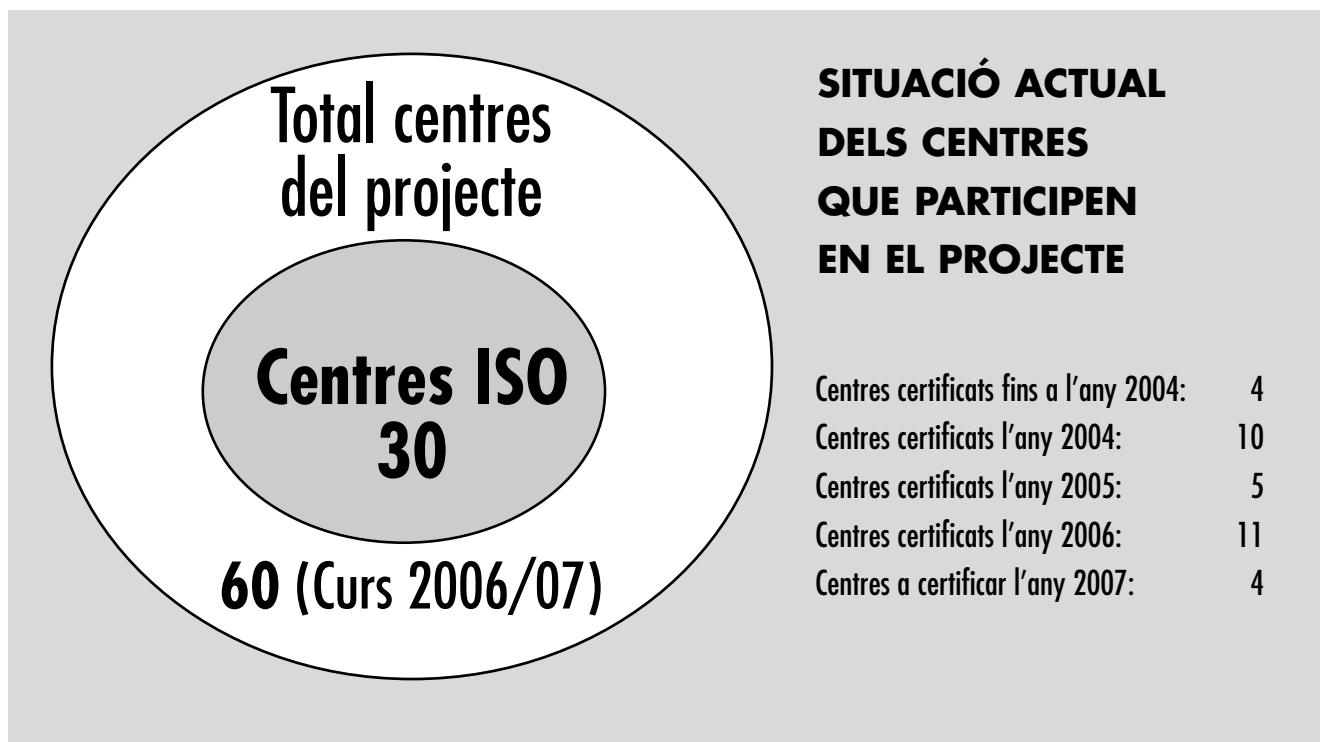 Total centres
del projecte
Centres ISO
30
60 (Curs 2006/07)
SITUACIÓ ACTUAL
DELS CENTRES
QUE PARTICIPEN
EN EL PROJECTE
Centres certificats fins a l’any 2004: 4
Centres certificats l’any 2004: 10
Centres certificats l’any 2005: 5
Centres certificats l’any 2006: 11
Centres a certificar l’any 2007: 4